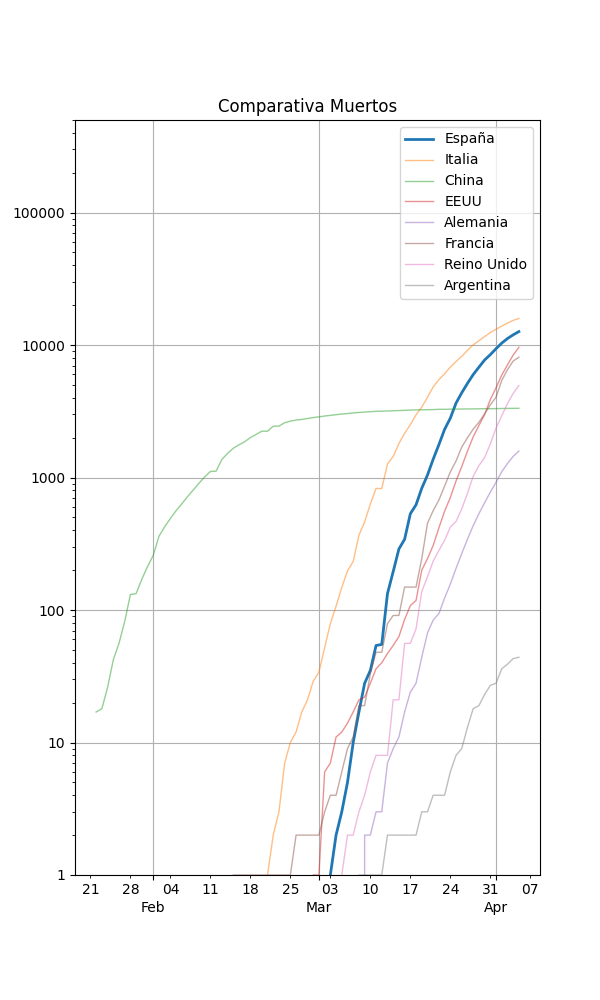 Comparativa Muertos
España
Italia
China
EEUU
Alemania
Francia
Reino Unido
Argentina
100000
10000
1000
100
10
1
21 28 04 11 18 25 03 10 17 24 31 07
Feb Mar Apr